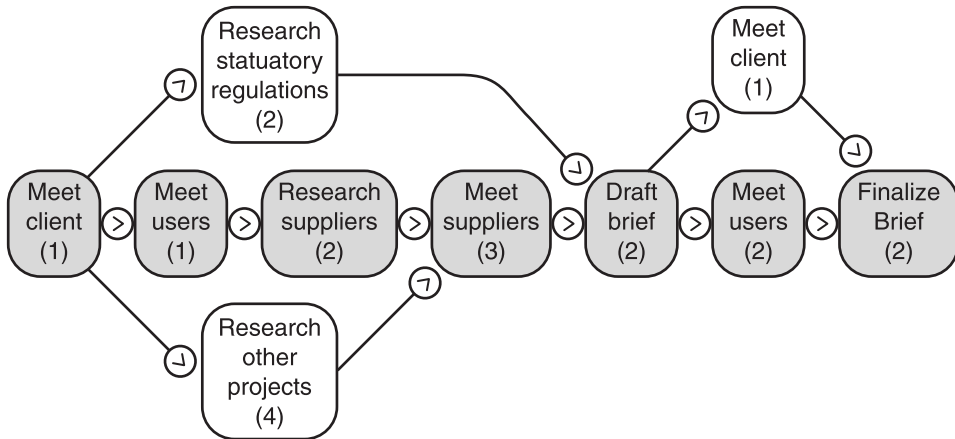 Research
statuatory
regulations
(2)
Meet
client
(1)
Meet
client
(1)
Meet
users
(1)
Research
suppliers
(2)
Meet
suppliers
(3)
Draft
brief
(2)
Meet
users
(2)
Finalize
Brief
(2)
Research
other
projects
(4)